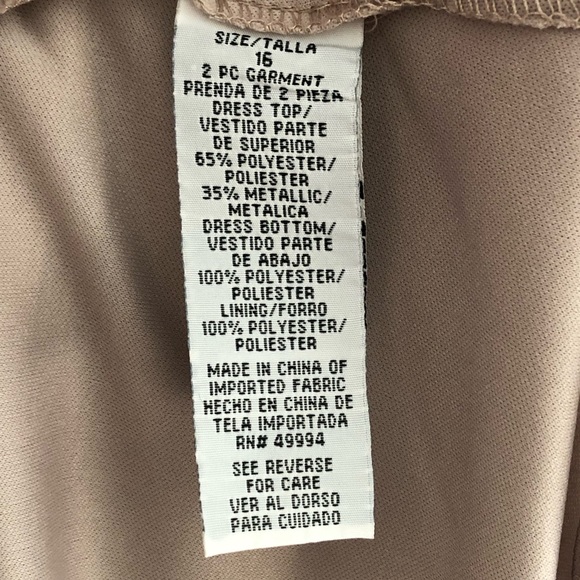 SIZE/TALLA
16
2 PC GARMENT
PRENDA DE 2 PIEZA
DRESS TOP/
VESTIDO PARTE
DE SUPERIOR
65% POLYESTER/
POLIESTER
35% METALLIC/
METALICA
DRESS BOTTOM/
VESTIDO PARTE
DE ABAJO
100% POLYESTER/
POLIESTER
LINING/FORRO
100% POLYESTER/
POLIESTER
MADE IN CHINA OF
IMPORTED FABRIC
HECHO EN CHINA DE
TELA IMPORTADA
RN# 49994
SEE REVERSE
FOR CARE
VER AL DORSO
PARA CUIDADO